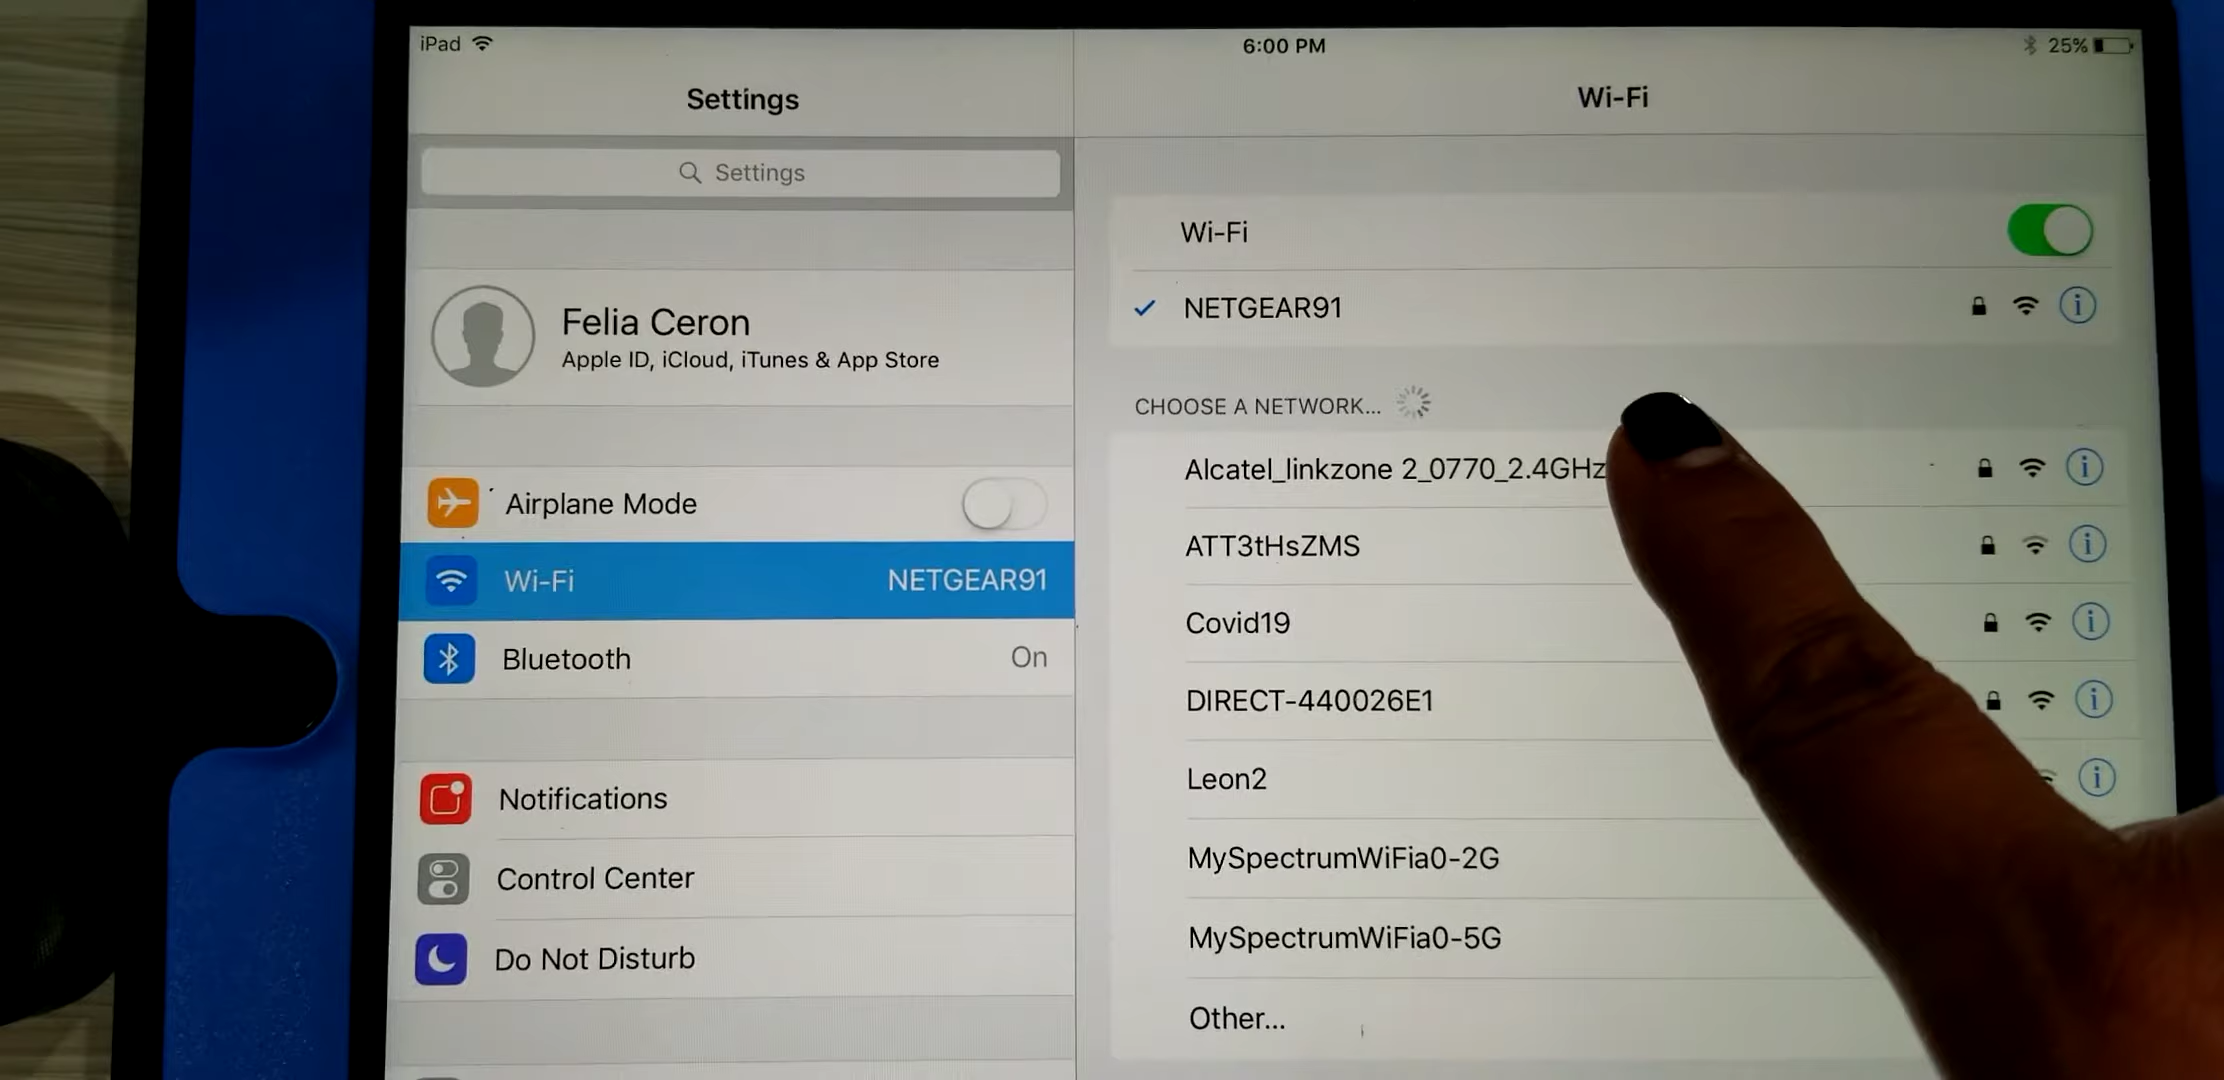 iPad
6:00 PM
25%
Settings
Wi-Fi
Settings
Felia Ceron
Apple ID, iCloud, iTunes & App Store
Airplane Mode
Wi-Fi NETGEAR91
Bluetooth On
Notifications
Control Center
Do Not Disturb
Wi-Fi
NETGEAR91
CHOOSE A NETWORK...
Alcatel_linkzone 2_0770_2.4GHz
ATT3tHsZMS
Covid19
DIRECT-440026E1
Leon2
MySpectrumWiFia0-2G
MySpectrumWiFia0-5G
Other...